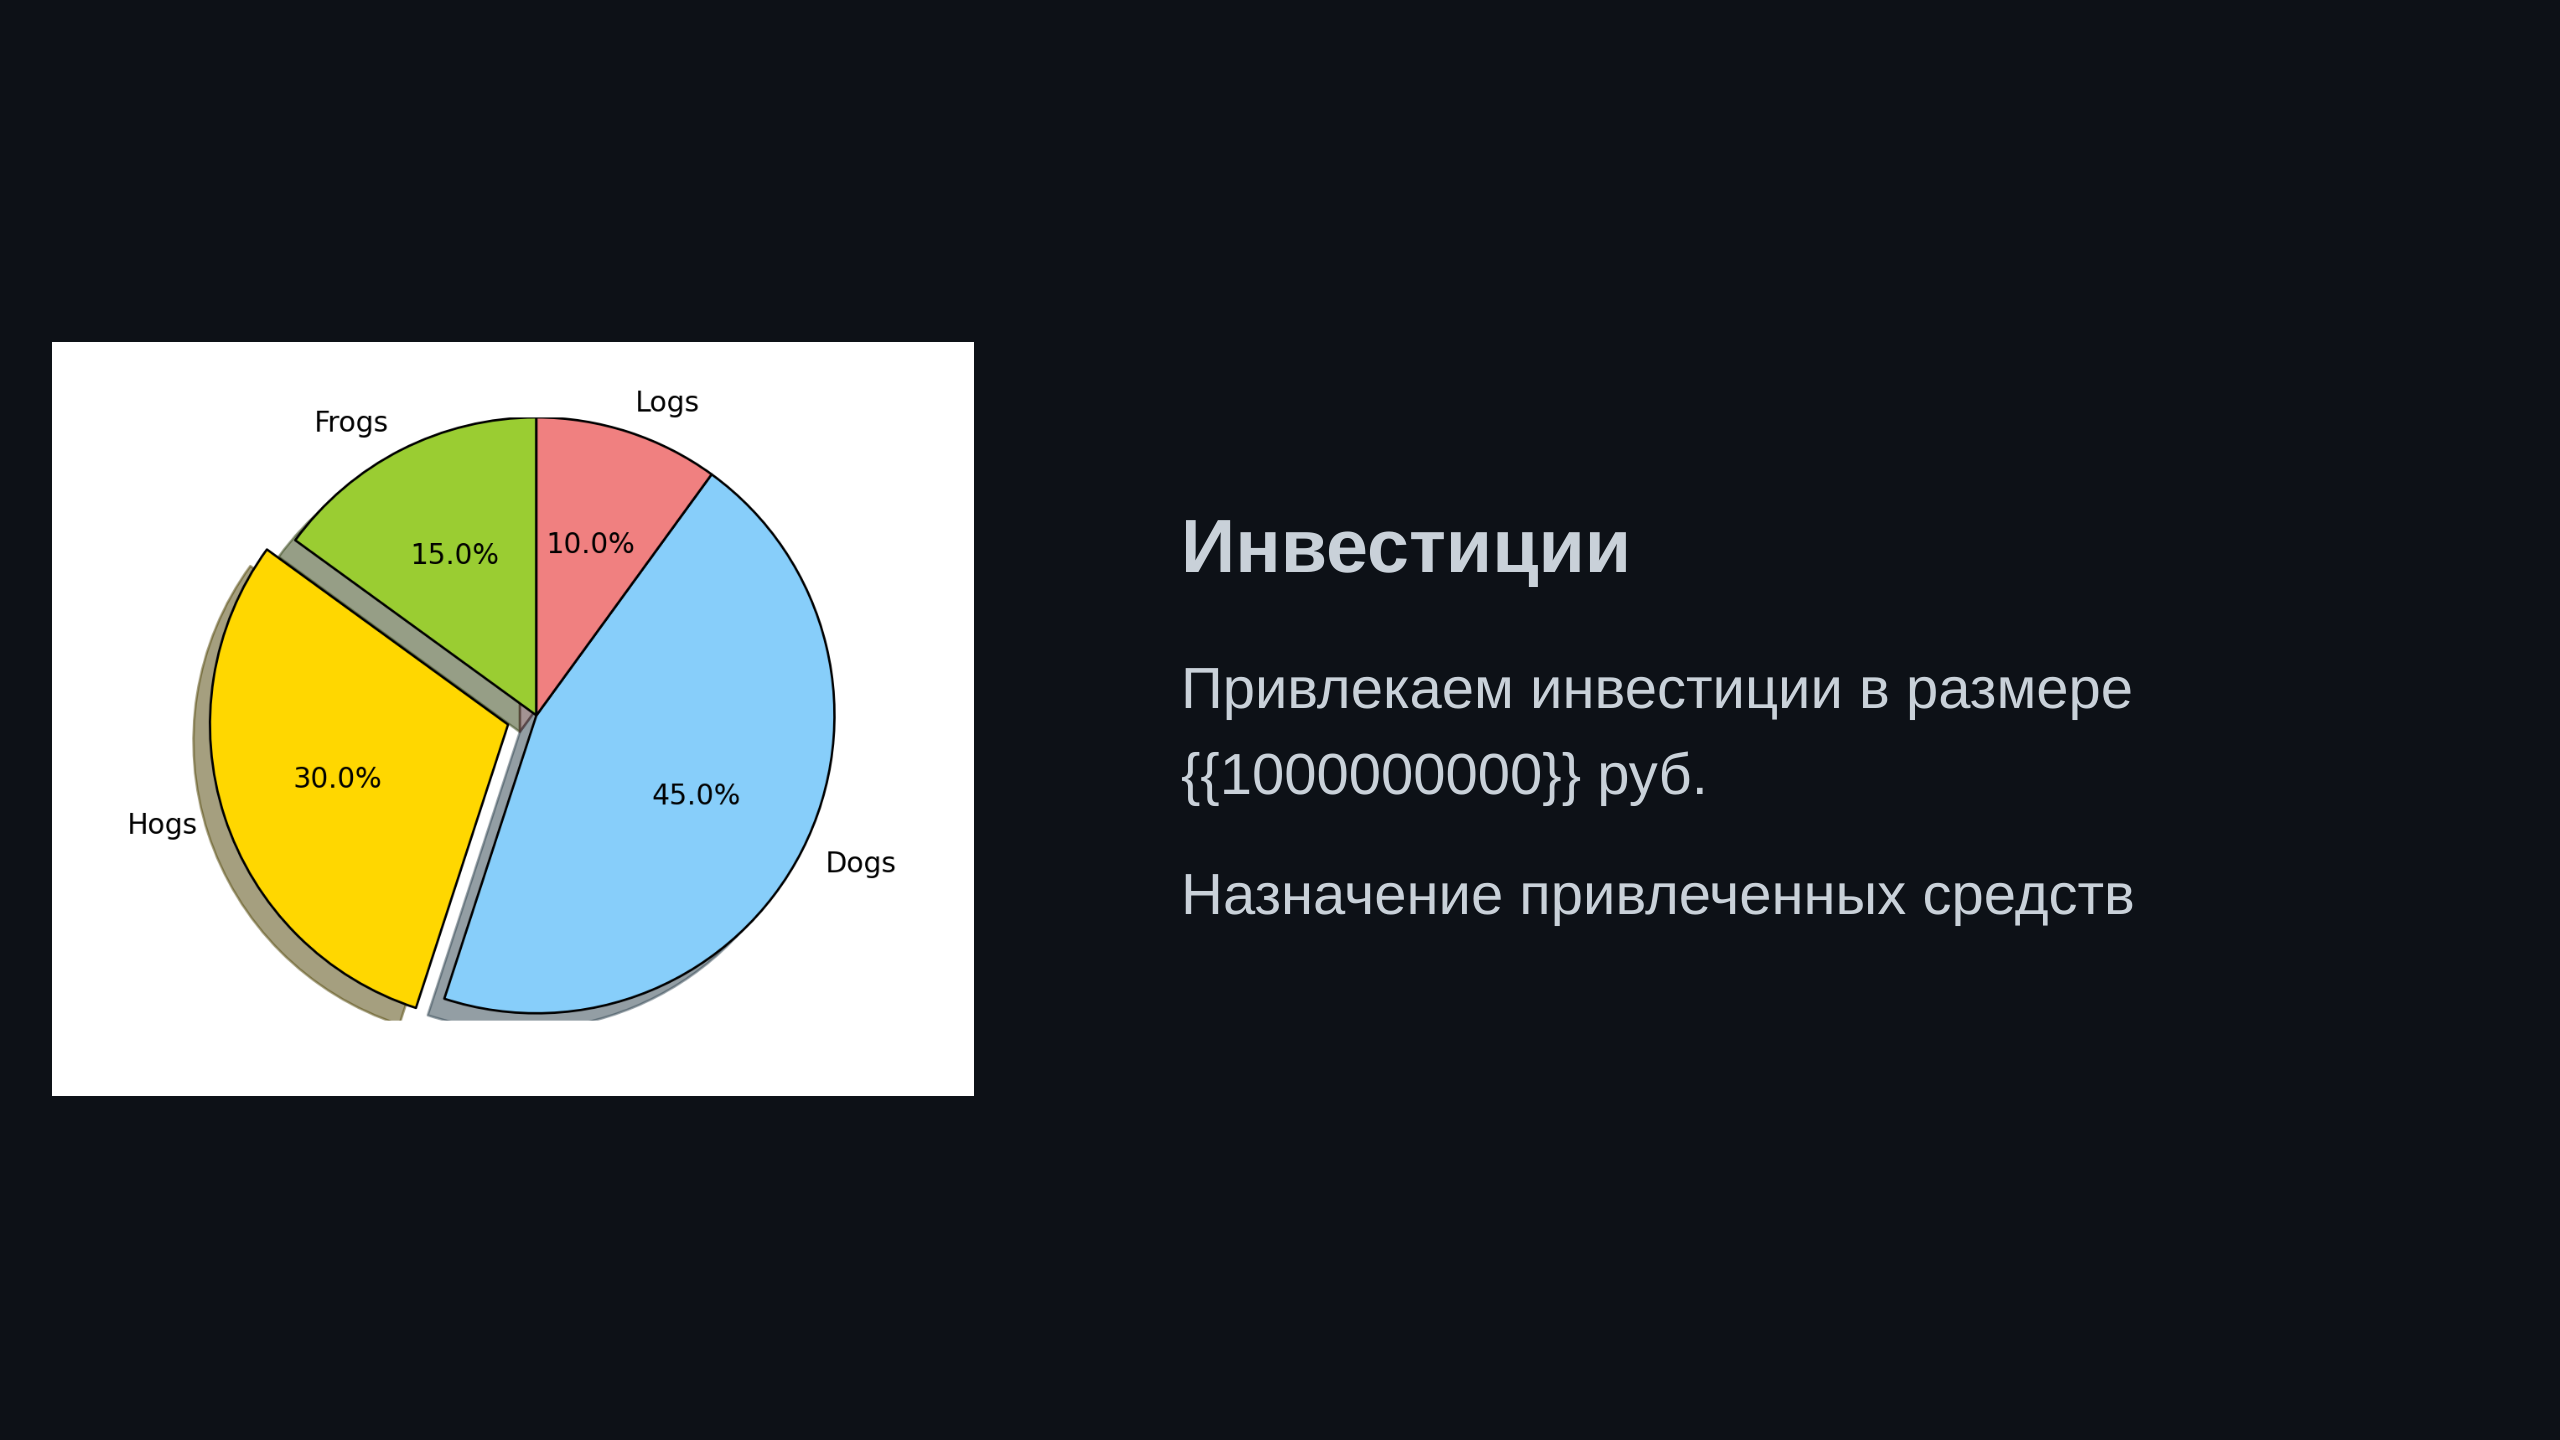 Frogs
Logs
15.0%
10.0%
30.0%
45.0%
Hogs
Dogs
Инвестиции
Привлекаем инвестиции в размере
{{1000000000}} руб.
Назначение привлеченных средств